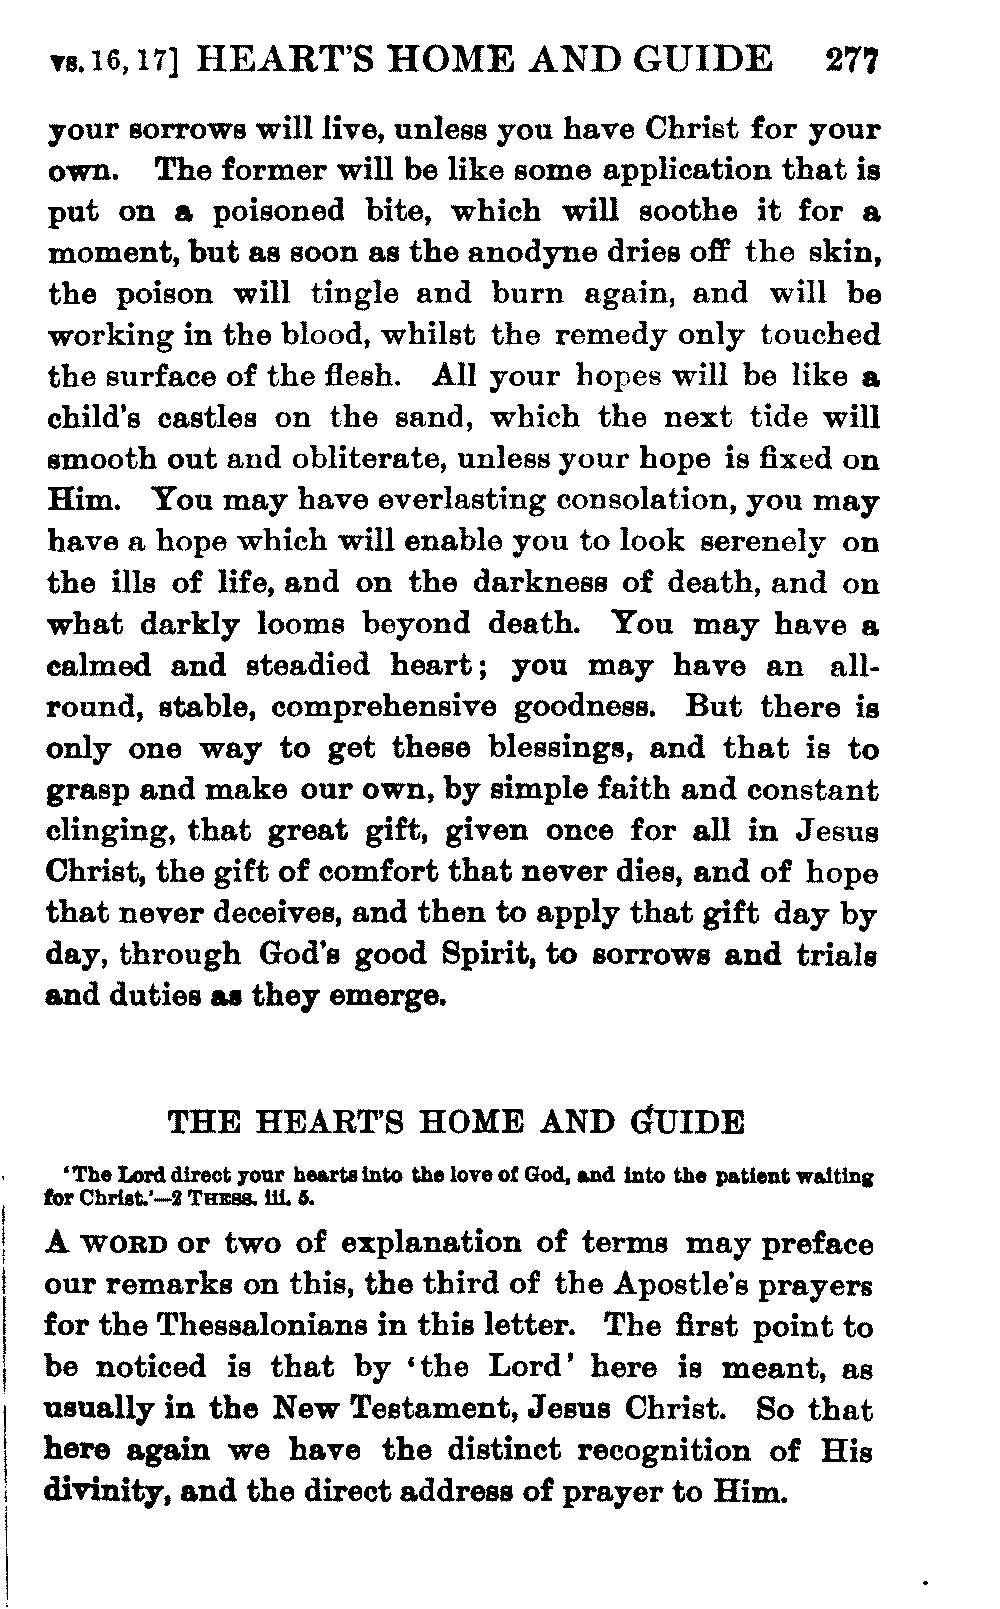 vs. 16, 17] HEART'S HOME AND GUIDE 277
your sorrows will live, unless you have Christ for your
own. The former will be like some application that is
put on a poisoned bite, which will soothe it for a
moment, but as soon as the anodyne dries off the skin,
the poison will tingle and burn again, and will be
working in the blood, whilst the remedy only touched
the surface of the flesh. All your hopes will be like a
child's castles on the sand, which the next tide will
smooth out and obliterate, unless your hope is fixed on
Him. You may have everlasting consolation, you may
have a hope which will enable you to look serenely on
the ills of life, and on the darkness of death, and on
what darkly looms beyond death. You may have a
calmed and steadied heart; you may have an all-
round, stable, comprehensive goodness. But there is
only one way to get these blessings, and that is to
grasp and make our own, by simple faith and constant
clinging, that great gift, given once for all in Jesus
Christ, the gift of comfort that never dies, and of hope
that never deceives, and then to apply that gift day by
day, through God's good Spirit, to sorrows and trials
and duties as they emerge.
THE HEART'S HOME AND GUIDE
'The Lord direct your hearts into the love of God, and into the patient waiting
for Christ.'—2 THESS. iii. 5.
A WORD or two of explanation of terms may preface
our remarks on this, the third of the Apostle's prayers
for the Thessalonians in this letter. The first point to
be noticed is that by 'the Lord' here is meant, as
usually in the New Testament, Jesus Christ. So that
here again we have the distinct recognition of His
divinity, and the direct address of prayer to Him.